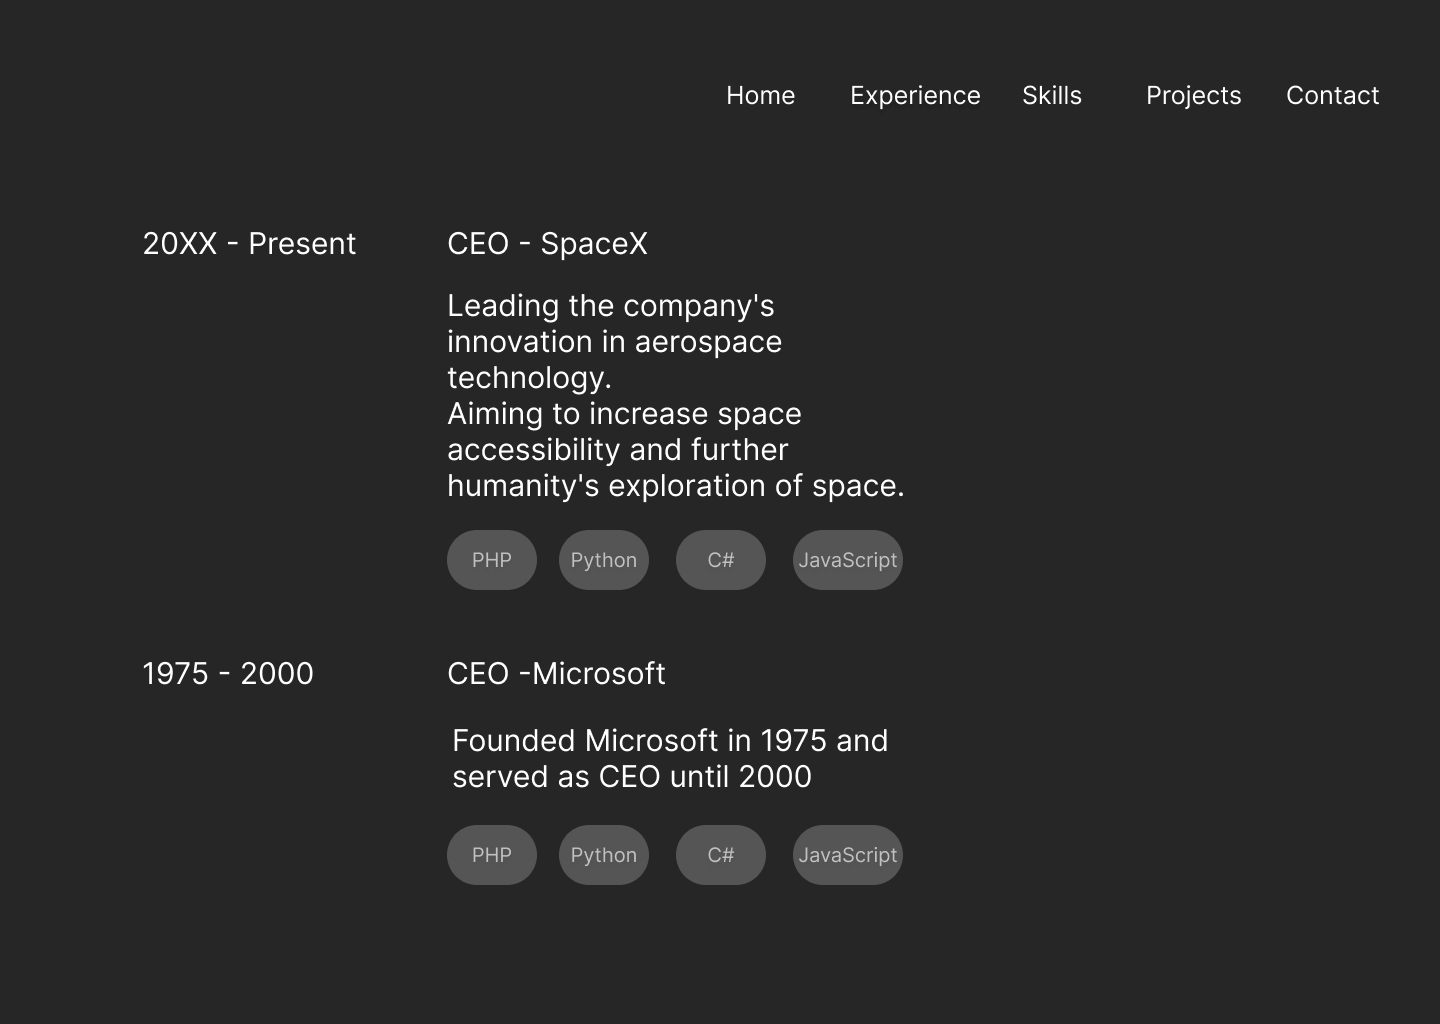 Home Experience Skills Projects Contact
20XX - Present
CEO - SpaceX
Leading the company's
innovation in aerospace
technology.
Aiming to increase space
accessibility and further
humanity's exploration of space.
PHP Python C# JavaScript
1975 - 2000
CEO -Microsoft
Founded Microsoft in 1975 and
served as CEO until 2000
PHP Python C# JavaScript